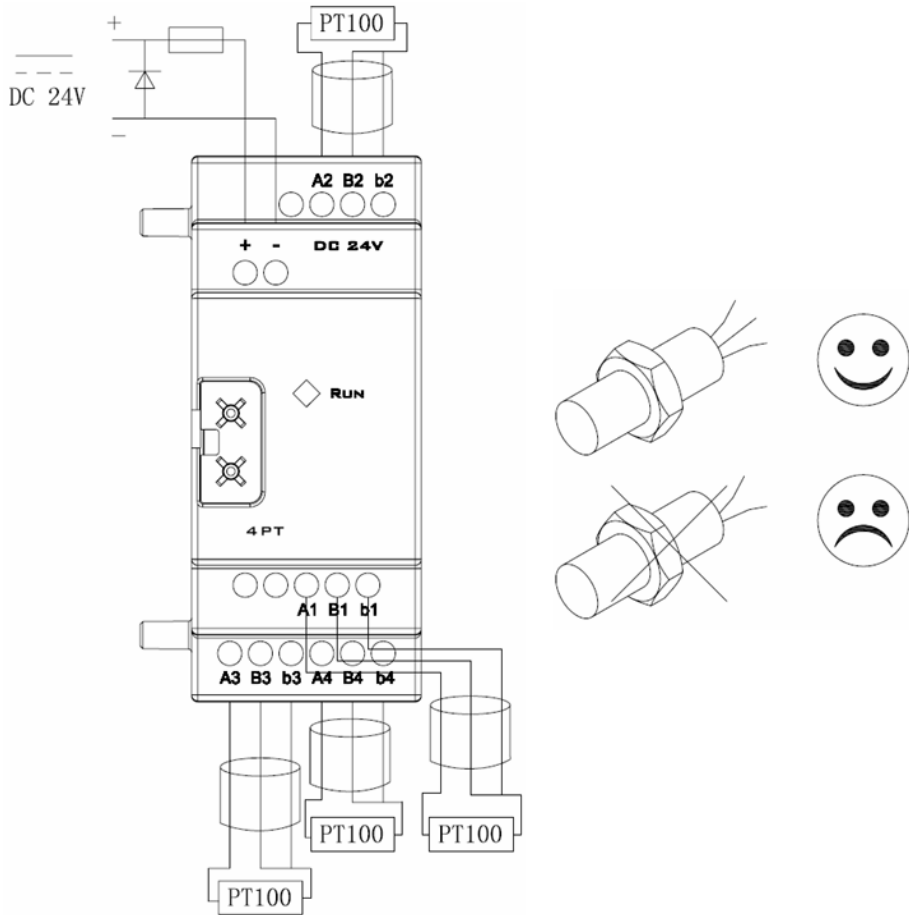 PT100
+
DC 24V
−
A2 B2 b2
+ - DC 24V
RUN
4PT
A1 B1 b1
A3 B3 b3 A4 B4 b4
PT100 PT100
PT100